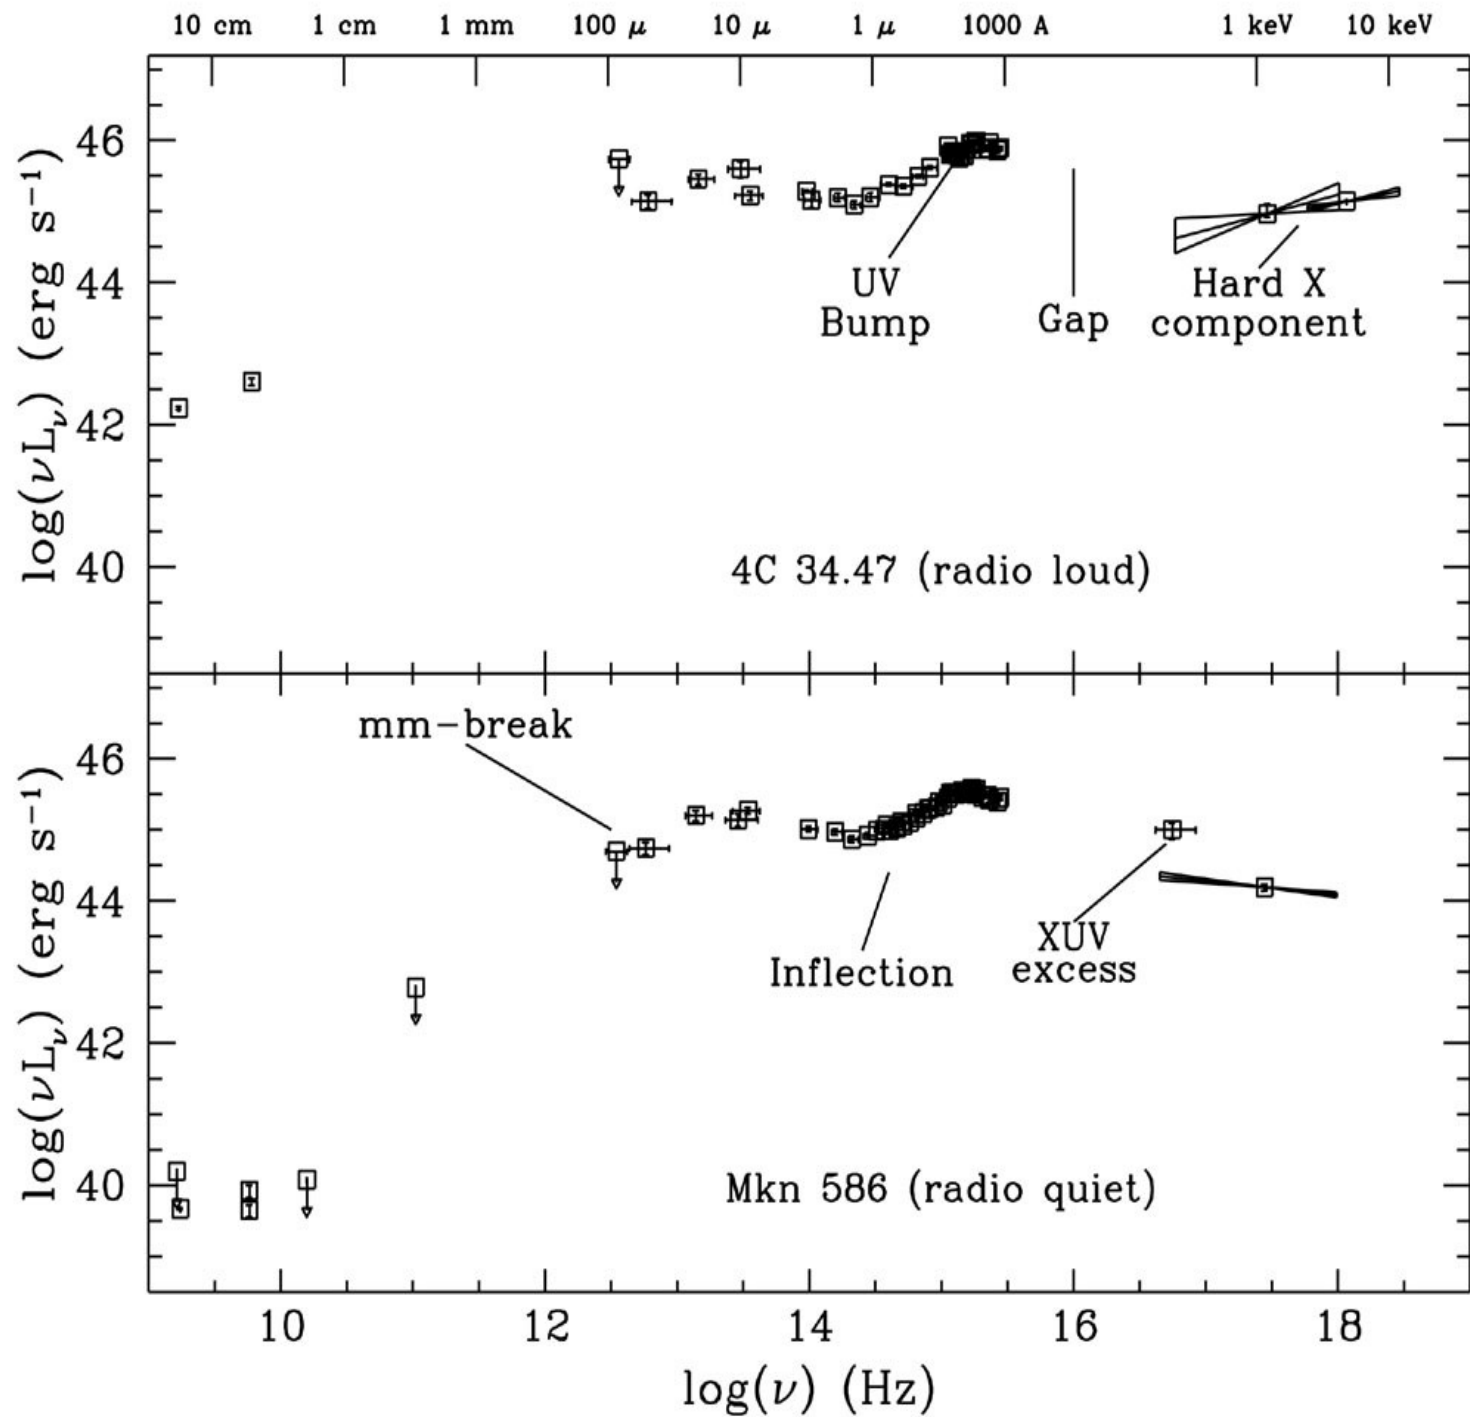 10 cm 1 cm 1 mm 100 μ 10 μ 1 μ 1000 A 1 keV 10 keV
log(νLν) (erg s⁻¹)
46
44
42
40
UV
Bump
Gap
Hard X
component
4C 34.47 (radio loud)
log(νLν) (erg s⁻¹)
46
44
42
40
mm-break
Inflection
XUV
excess
Mkn 586 (radio quiet)
10 12 14 16 18
log(ν) (Hz)